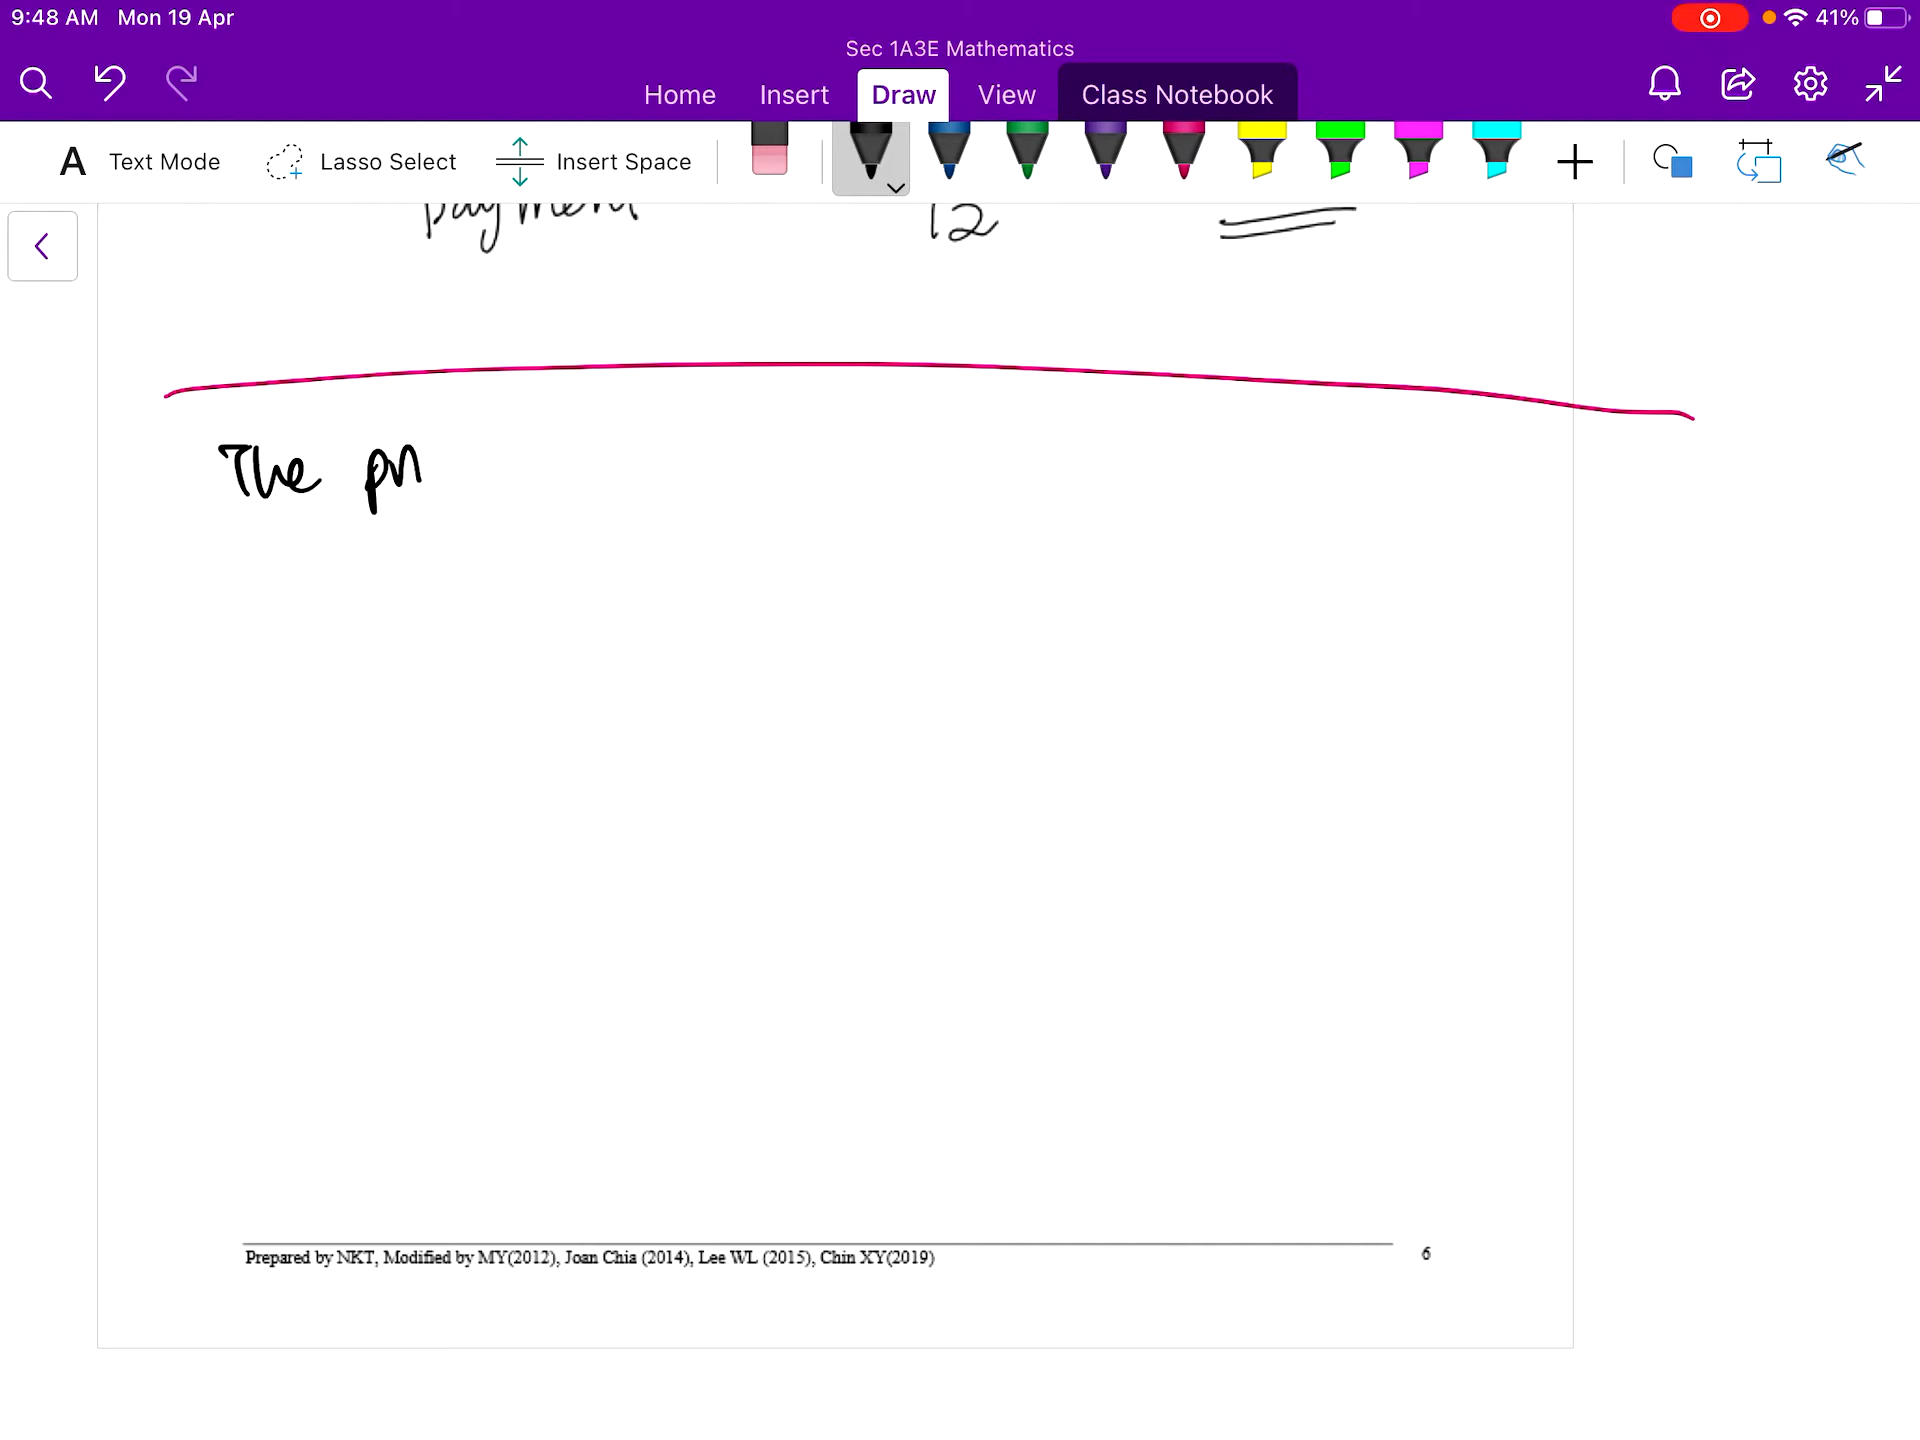 9:48 AM Mon 19 Apr
41%
Sec 1A3E Mathematics
Home Insert Draw View Class Notebook
A Text Mode Lasso Select Insert Space
payment 12
The pr
Prepared by NKT, Modified by MY(2012), Joan Chia (2014), Lee WL (2015), Chin XY(2019) 6